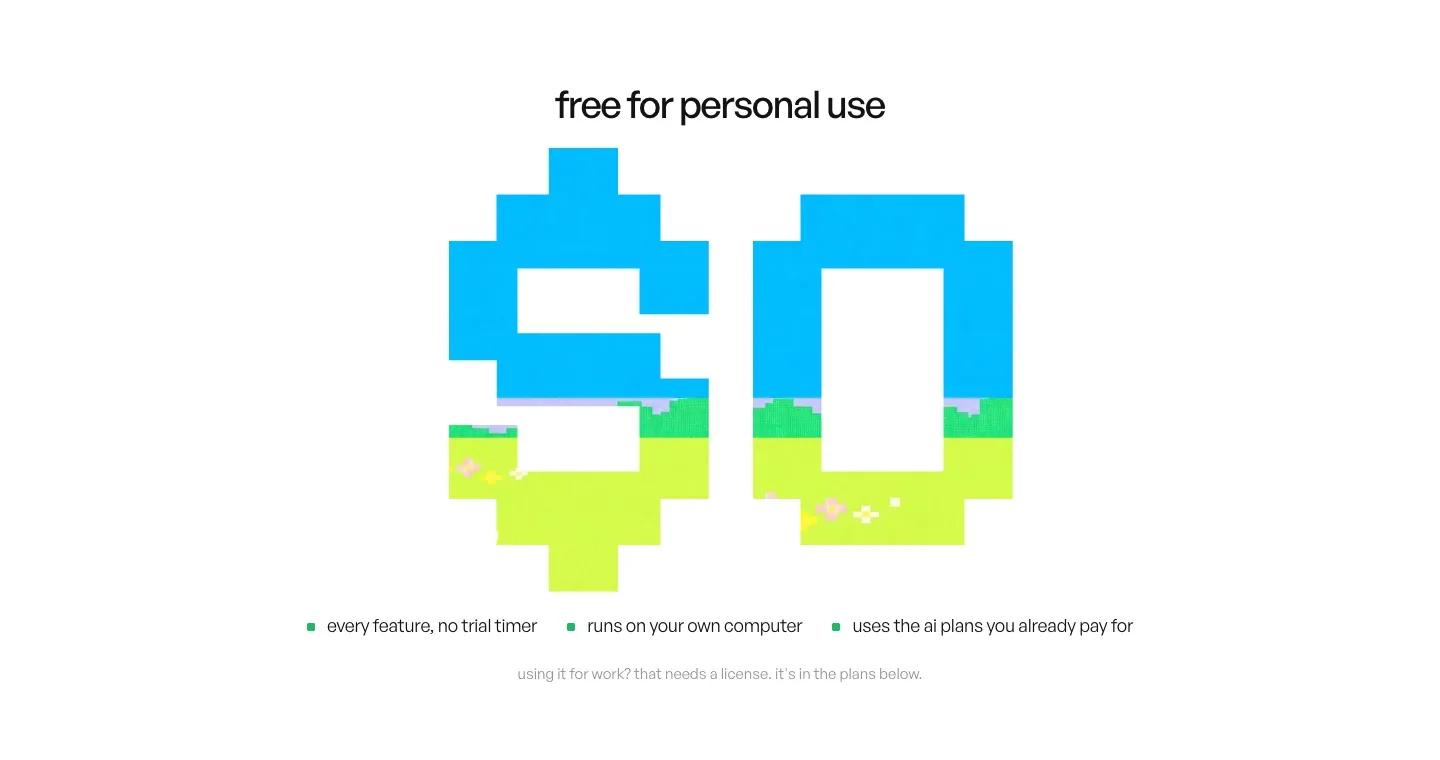 free for personal use
$0
every feature, no trial timer
runs on your own computer
uses the ai plans you already pay for
using it for work? that needs a license. it's in the plans below.